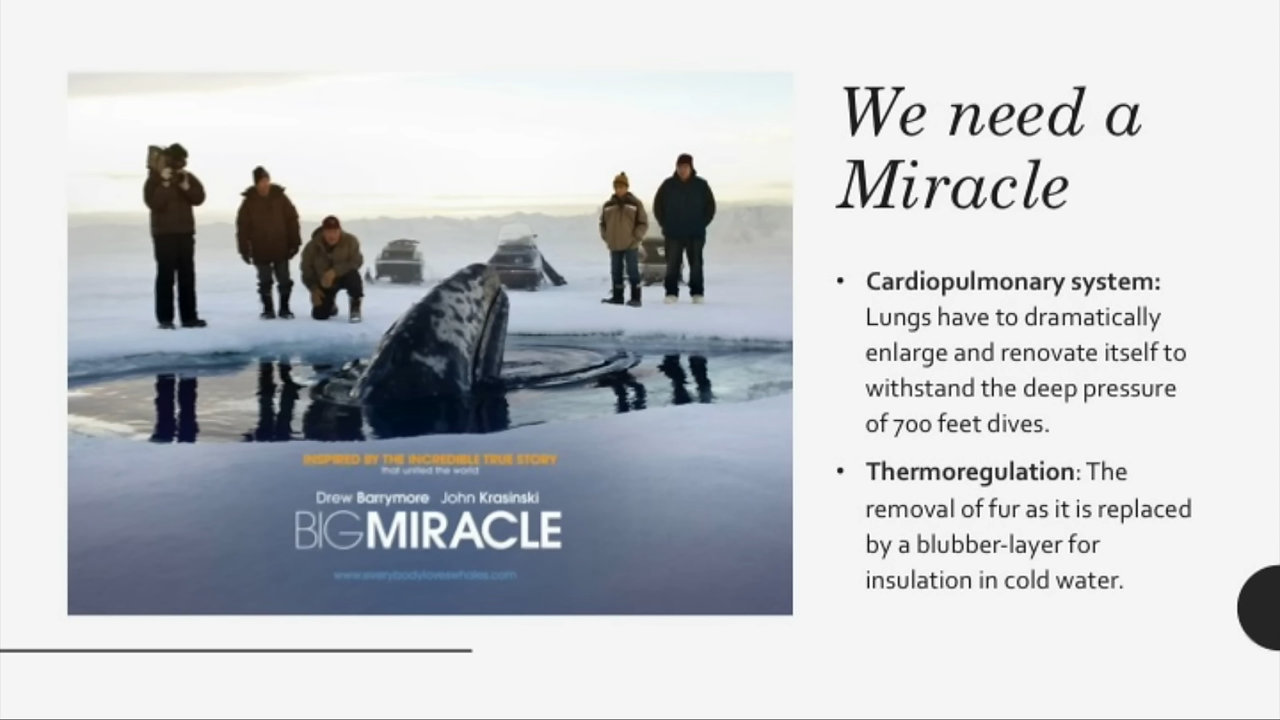 We need a
Miracle
• Cardiopulmonary system:
Lungs have to dramatically
enlarge and renovate itself to
withstand the deep pressure
of 700 feet dives.
• Thermoregulation: The
removal of fur as it is replaced
by a blubber-layer for
insulation in cold water.
INSPIRED BY THE INCREDIBLE TRUE STORY
that united the world
Drew Barrymore John Krasinski
BIGMIRACLE
www.everybodyloveswhales.com